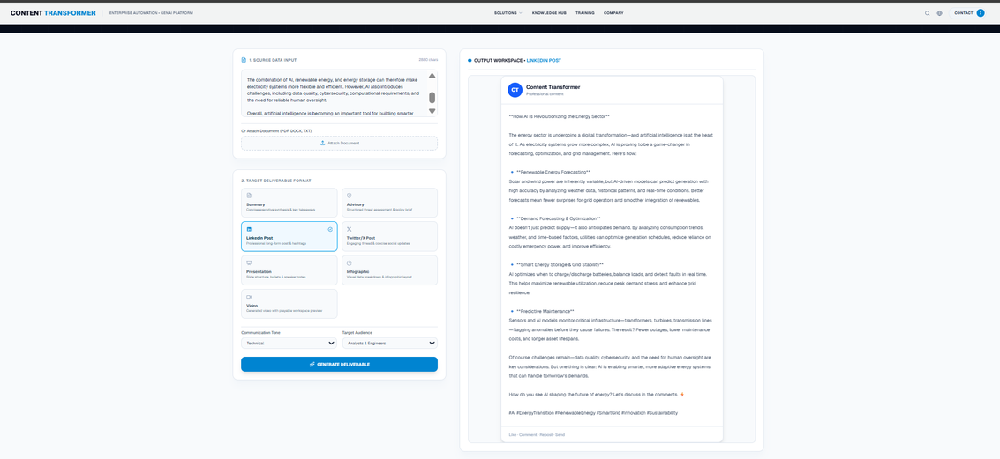 CONTENT TRANSFORMER
ENTERPRISE AUTOMATION • GENAI PLATFORM
SOLUTIONS
KNOWLEDGE HUB
TRAINING
COMPANY
CONTACT
1. SOURCE DATA INPUT
The combination of AI, renewable energy, and energy storage can therefore make
electricity systems more flexible and efficient. However, AI also introduces
challenges, including data quality, cybersecurity, computational requirements, and
the need for reliable human oversight.
Overall, artificial intelligence is becoming an important tool for building smarter
Or Attach Document (PDF, DOCX, TXT)
Attach Document
2. TARGET DELIVERABLE FORMAT
Summary
Concise executive synthesis & key takeaways
Advisory
Structured threat assessment & policy brief
LinkedIn Post
Professional long-form post & hashtags
Twitter/X Post
Engaging thread & concise social updates
Presentation
Slide structure, visuals & speaker notes
Infographic
Visual data breakdown & infographic layout
Video
Generated video with playable workspace preview
Communication Tone
Target Audience
Technical
Analysts & Engineers
GENERATE DELIVERABLE
OUTPUT WORKSPACE • LINKEDIN POST
CT
Content Transformer
Professional content
**How AI is Revolutionizing the Energy Sector**
The energy sector is undergoing a digital transformation—and artificial intelligence is at the heart
of it. As electricity systems grow more complex, AI is proving to be a game-changer in
forecasting, optimization, and grid management. Here's how:
🔹 **Renewable Energy Forecasting**
Solar and wind power are inherently variable, but AI-driven models can predict generation with
high accuracy by analyzing weather data, historical patterns, and real-time conditions. Better
forecasts mean fewer surprises for grid operators and smoother integration of renewables.
🔹 **Demand Forecasting & Optimization**
AI doesn't just predict supply—it also anticipates demand. By analyzing consumption trends,
weather, and time-based factors, utilities can optimize generation schedules, reduce reliance on
costly emergency power, and improve efficiency.
🔹 **Smart Energy Storage & Grid Stability**
AI optimizes when to charge/discharge batteries, balance loads, and detect faults in real time.
This helps maximize renewable utilization, reduce peak demand stress, and enhance grid
resilience.
🔹 **Predictive Maintenance**
Sensors and AI models monitor critical infrastructure—transformers, turbines, transmission lines
—flagging anomalies before they cause failures. The result? Fewer outages, lower maintenance
costs, and longer asset lifespans.
Of course, challenges remain—data quality, cybersecurity, and the need for human oversight are
key considerations. But one thing is clear: AI is enabling smarter, more adaptive energy systems
that can handle tomorrow's demands.
How do you see AI shaping the future of energy? Let's discuss in the comments.
#AI #EnergyTransition #RenewableEnergy #SmartGrid #Innovation #Sustainability
Like · Comment · Repost · Send